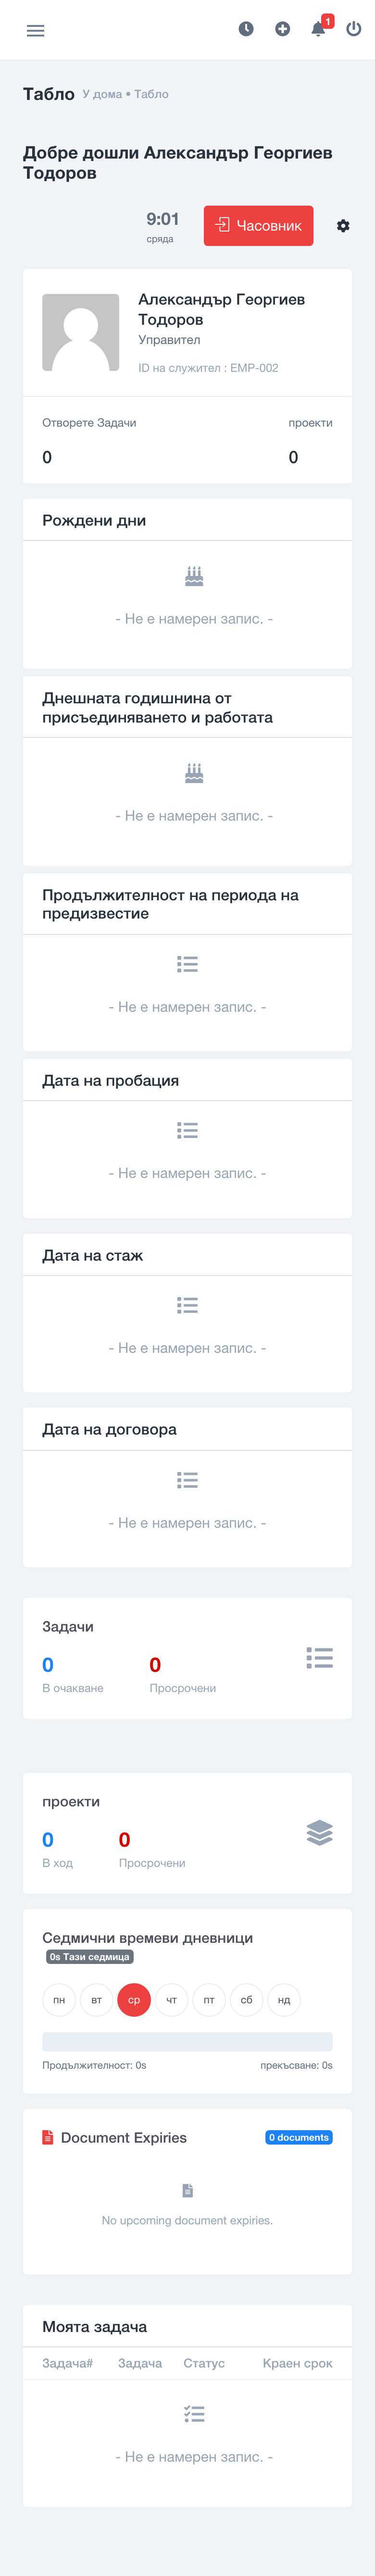 1
Табло У дома • Табло
Добре дошли Александър Георгиев
Тодоров
9:01
сряда
Часовник
Александър Георгиев
Тодоров
Управител
ID на служител : EMP-002
Отворете Задачи проекти
0 0
Рождени дни
- Не е намерен запис. -
Днешната годишнина от
присъединяването и работата
- Не е намерен запис. -
Продължителност на периода на
предизвестие
- Не е намерен запис. -
Дата на пробация
- Не е намерен запис. -
Дата на стаж
- Не е намерен запис. -
Дата на договора
- Не е намерен запис. -
Задачи
0 0
В очакване Просрочени
проекти
0 0
В ход Просрочени
Седмични времеви дневници
0s Тази седмица
пн вт ср чт пт сб нд
Продължителност: 0s прекъсване: 0s
Document Expiries 0 documents
No upcoming document expiries.
Моята задача
Задача# Задача Статус Краен срок
- Не е намерен запис. -